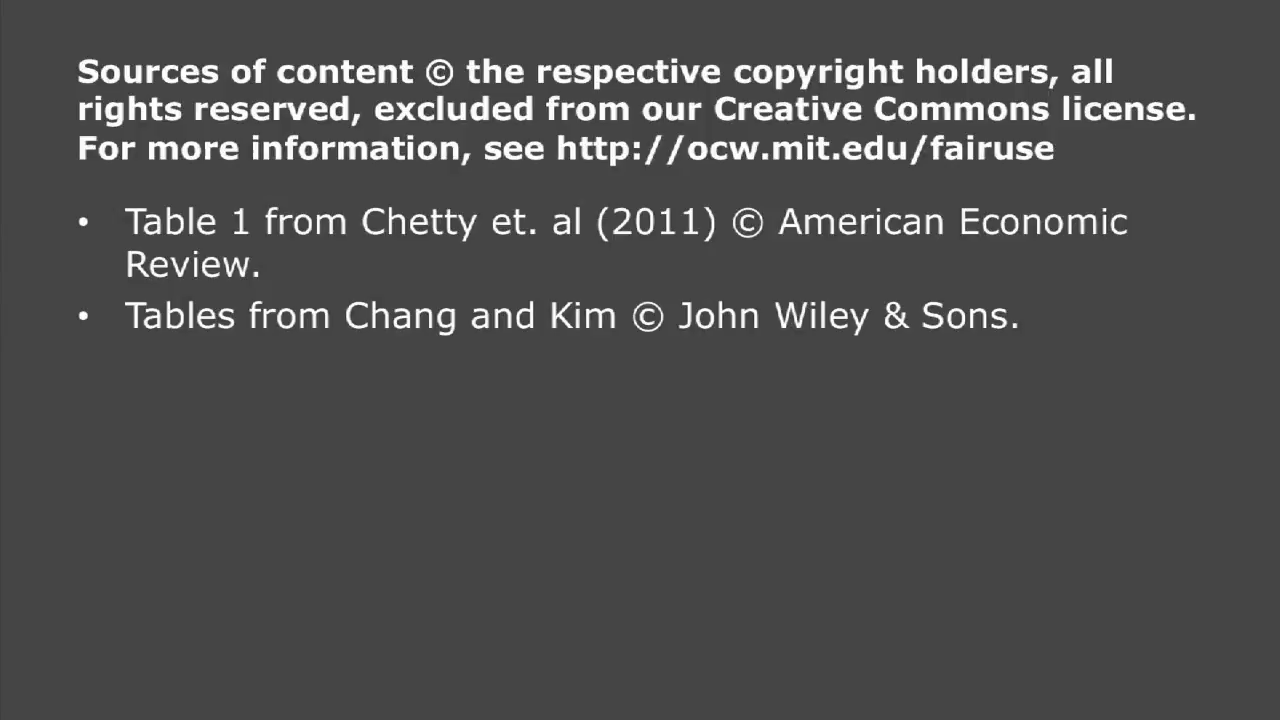 Sources of content © the respective copyright holders, all
rights reserved, excluded from our Creative Commons license.
For more information, see http://ocw.mit.edu/fairuse
• Table 1 from Chetty et. al (2011) © American Economic
Review.
• Tables from Chang and Kim © John Wiley & Sons.